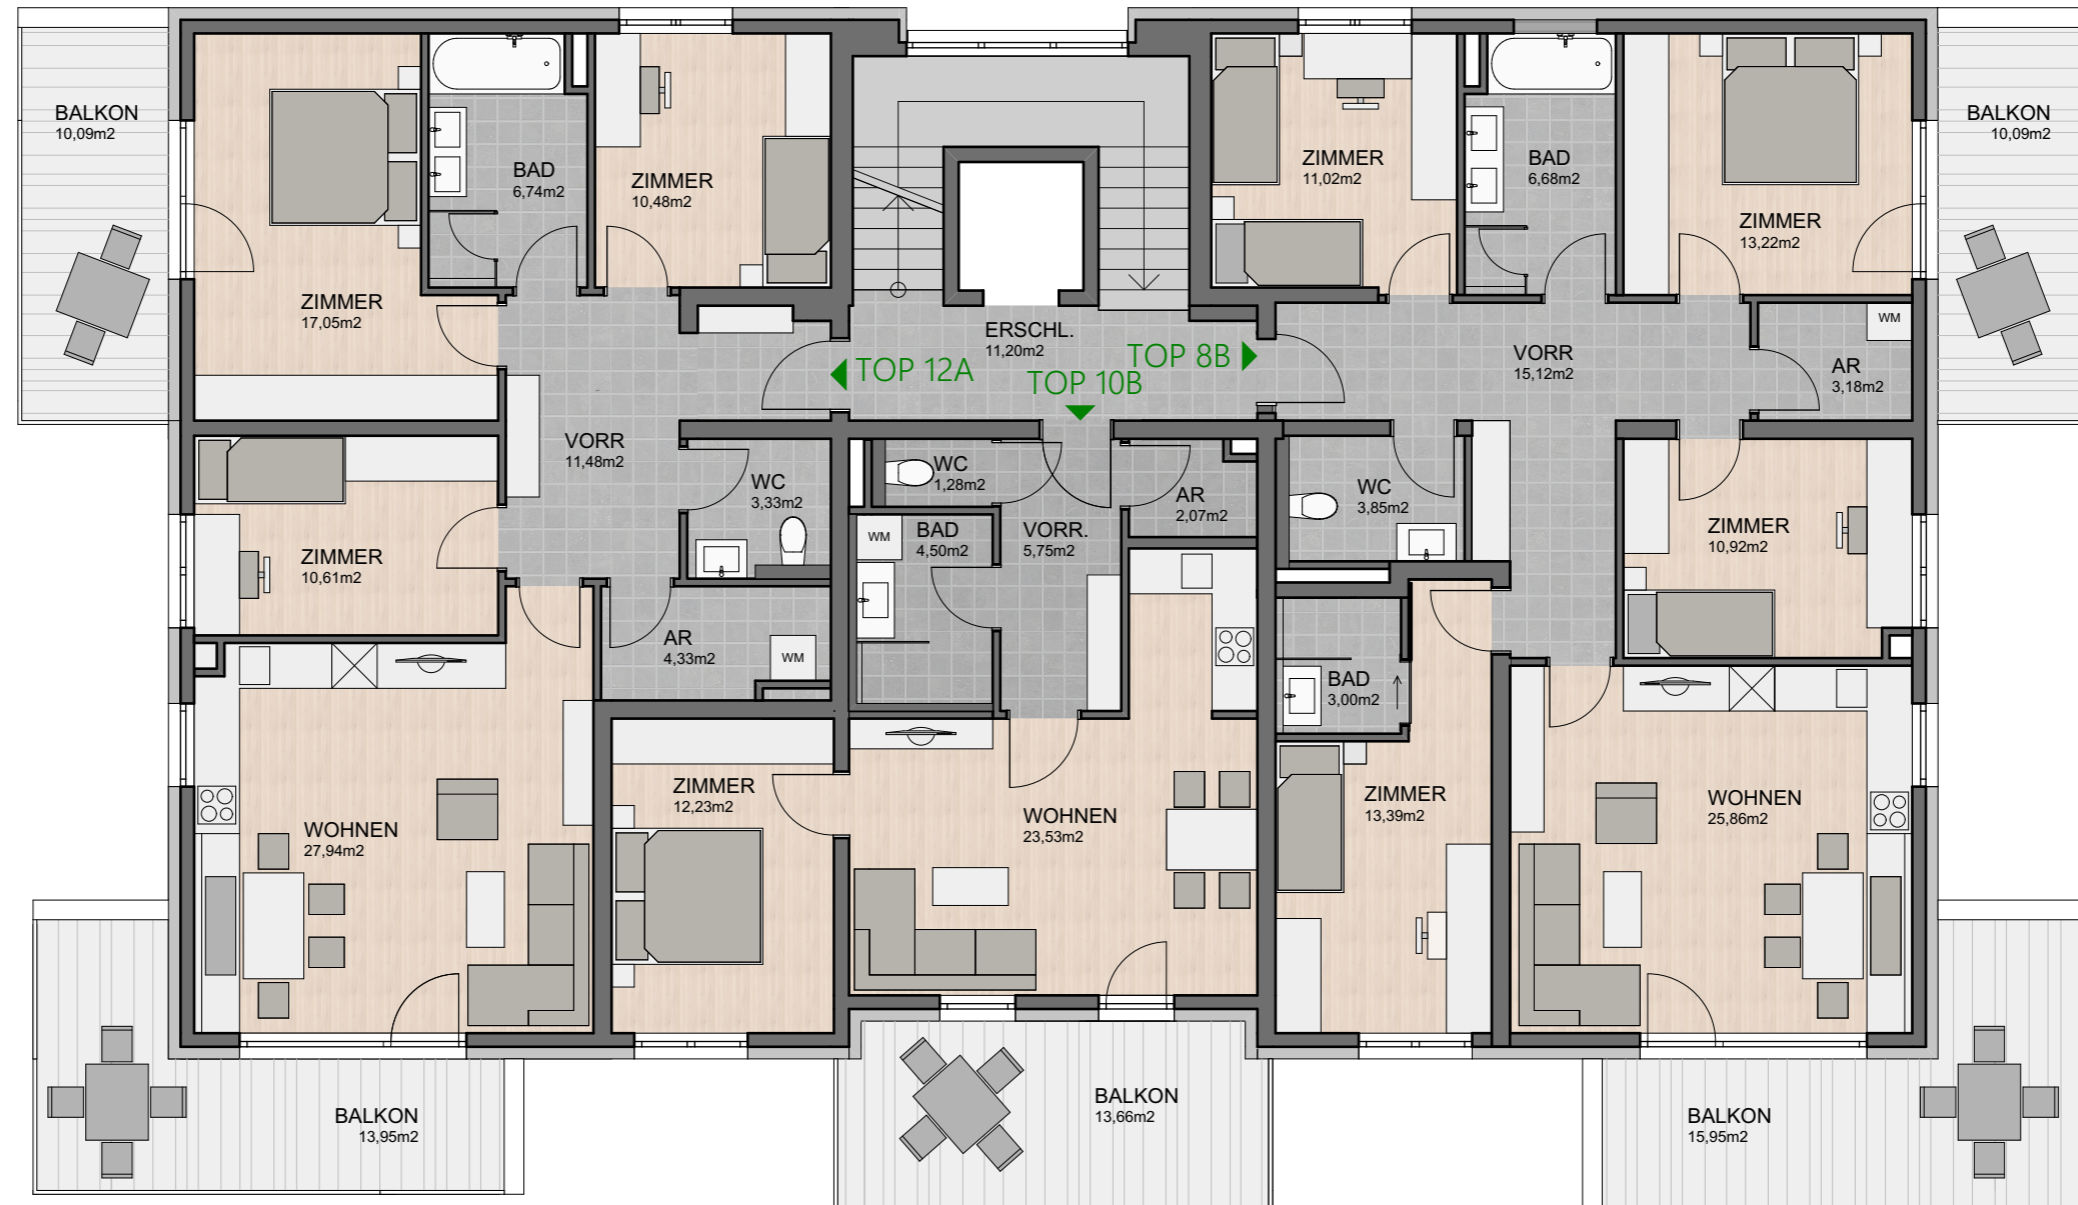 BALKON
10,09m2
BAD
6,74m2
ZIMMER
10,48m2
ZIMMER
17,05m2
ZIMMER
11,02m2
BAD
6,68m2
ZIMMER
13,22m2
BALKON
10,09m2
ERSCHL.
11,20m2
TOP 12A
TOP 10B
TOP 8B
VORR
15,12m2
WM
AR
3,18m2
VORR
11,48m2
WC
3,33m2
ZIMMER
10,61m2
AR
4,33m2
WM
WC
1,28m2
AR
2,07m2
WM
BAD
4,50m2
VORR.
5,75m2
WC
3,85m2
ZIMMER
10,92m2
BAD
3,00m2
WOHNEN
27,94m2
ZIMMER
12,23m2
WOHNEN
23,53m2
ZIMMER
13,39m2
WOHNEN
25,86m2
BALKON
13,95m2
BALKON
13,66m2
BALKON
15,95m2